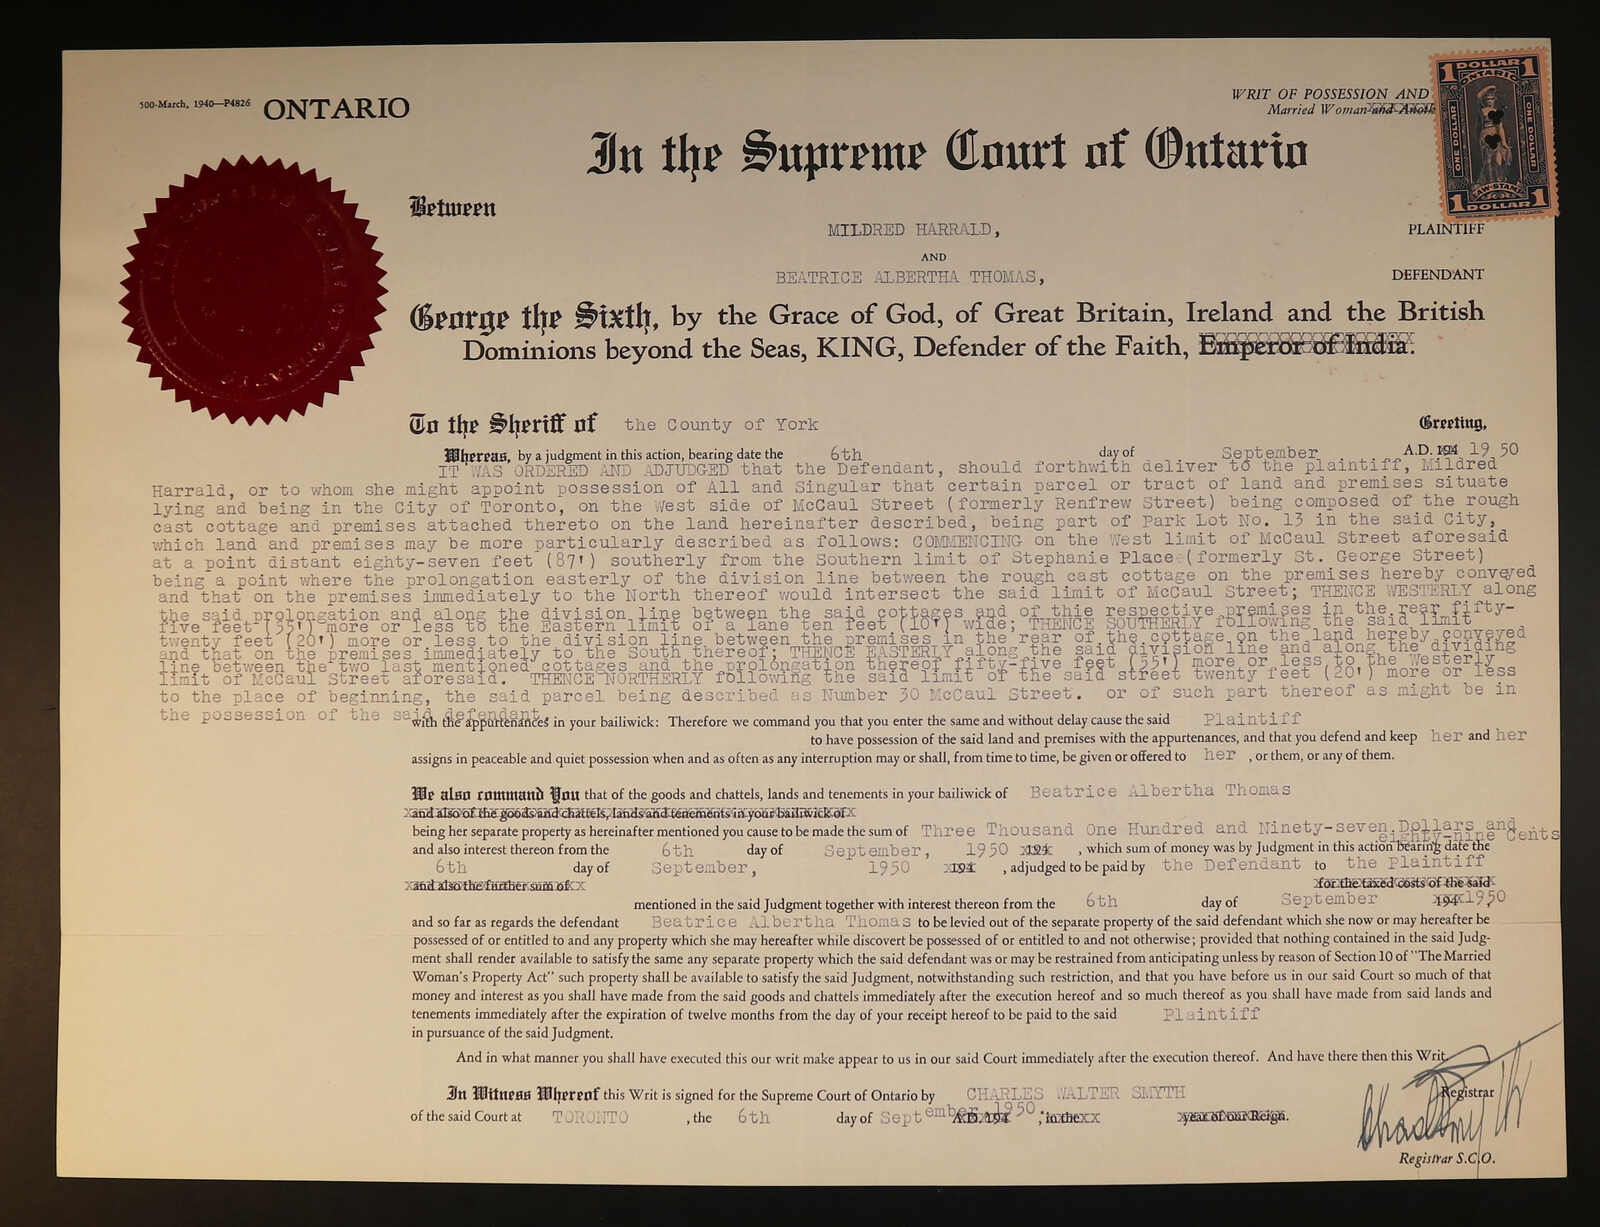 500-March, 1940—P4826 ONTARIO
WRIT OF POSSESSION AND
Married Woman and Anoth
1 DOLLAR 1
ONTARIO
ONE DOLLAR
ONE DOLLAR
LAW-STAMP
1 DOLLAR 1
In the Supreme Court of Ontario
Between
MILDRED HARRALD, PLAINTIFF
AND
BEATRICE ALBERTHA THOMAS, DEFENDANT
George the Sixth, by the Grace of God, of Great Britain, Ireland and the British
Dominions beyond the Seas, KING, Defender of the Faith, Emperor of India.
To the Sheriff of the County of York Greeting,
Whereas, by a judgment in this action, bearing date the 6th day of September A.D. 194 19 50
IT WAS ORDERED AND ADJUDGED that the Defendant, should forthwith deliver to the plaintiff, Mildred
Harrald, or to whom she might appoint possession of All and Singular that certain parcel or tract of land and premises situate
lying and being in the City of Toronto, on the West side of McCaul Street (formerly Renfrew Street) being composed of the rough
cast cottage and premises attached thereto on the land hereinafter described, being part of Park Lot No. 13 in the said City,
which land and premises may be more particularly described as follows: COMMENCING on the West limit of McCaul Street aforesaid
at a point distant eighty-seven feet (87') southerly from the Southern limit of Stephanie Place (formerly St. George Street)
being a point where the prolongation easterly of the division line between the rough cast cottage on the premises hereby conveyed
and that on the premises immediately to the North thereof would intersect the said limit of McCaul Street; THENCE WESTERLY along
the said prolongation and along the division line between the said cottages and of thie respective premises in the rear fifty-
five feet (55') more or less to the Eastern limit of a lane ten feet (10') wide; THENCE SOUTHERLY following the said limit
twenty feet (20') more or less to the division line between the premises in the rear of the cottage on the land hereby conveyed
and that on the premises immediately to the South thereof; THENCE EASTERLY along the said division line and along the dividing
line between the two last mentioned cottages and the prolongation thereof fifty-five feet (55') more or less to the Westerly
limit of McCaul Street aforesaid. THENCE NORTHERLY following the said limit of the said street twenty feet (20') more or less
to the place of beginning, the said parcel being described as Number 30 McCaul Street. or of such part thereof as might be in
the possession of the said defendant,
with the appurtenances in your bailiwick: Therefore we command you that you enter the same and without delay cause the said Plaintiff
to have possession of the said land and premises with the appurtenances, and that you defend and keep her and her
assigns in peaceable and quiet possession when and as often as any interruption may or shall, from time to time, be given or offered to her , or them, or any of them.
We also command You that of the goods and chattels, lands and tenements in your bailiwick of Beatrice Albertha Thomas
and also of the goods and chattels, lands and tenements in your bailiwick of
being her separate property as hereinafter mentioned you cause to be made the sum of Three Thousand One Hundred and Ninety-seven Dollars and
eighty-nine Cents
and also interest thereon from the 6th day of September, 1950 194 , which sum of money was by Judgment in this action bearing date the
6th day of September, 1950 194 , adjudged to be paid by the Defendant to the Plaintiff
and also the further sum of for the taxed costs of the said
mentioned in the said Judgment together with interest thereon from the 6th day of September 194 1950
and so far as regards the defendant Beatrice Albertha Thomas to be levied out of the separate property of the said defendant which she now or may hereafter be
possessed of or entitled to and any property which she may hereafter while discovert be possessed of or entitled to and not otherwise; provided that nothing contained in the said Judg-
ment shall render available to satisfy the same any separate property which the said defendant was or may be restrained from anticipating unless by reason of Section 10 of "The Married
Woman's Property Act" such property shall be available to satisfy the said Judgment, notwithstanding such restriction, and that you have before us in our said Court so much of that
money and interest as you shall have made from the said goods and chattels immediately after the execution hereof and so much thereof as you shall have made from said lands and
tenements immediately after the expiration of twelve months from the day of your receipt hereof to be paid to the said Plaintiff
in pursuance of the said Judgment.
And in what manner you shall have executed this our writ make appear to us in our said Court immediately after the execution thereof. And have there then this Writ.
In Witness Whereof this Writ is signed for the Supreme Court of Ontario by CHARLES WALTER SMYTH Registrar
of the said Court at TORONTO , the 6th day of September 1950. A.D. 194 , in the year of our Reign.
Chas W Smyth
Registrar S.C.O.